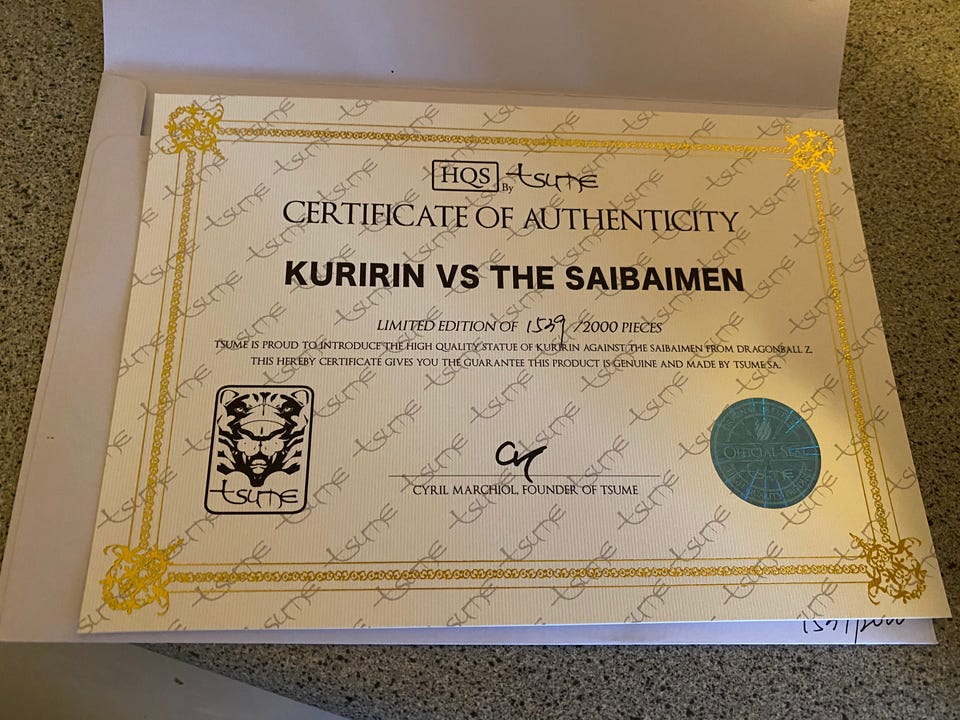 HQS By tsume
CERTIFICATE OF AUTHENTICITY
KURIRIN VS THE SAIBAIMEN
LIMITED EDITION OF 1539 /2000 PIECES
TSUME IS PROUD TO INTRODUCE THE HIGH QUALITY STATUE OF KURIRIN AGAINST THE SAIBAIMEN FROM DRAGONBALL Z.
THIS HEREBY CERTIFICATE GIVES YOU THE GUARANTEE THIS PRODUCT IS GENUINE AND MADE BY TSUME SA.
tsume
OFFICIAL SEAL
CYRIL MARCHIOL, FOUNDER OF TSUME